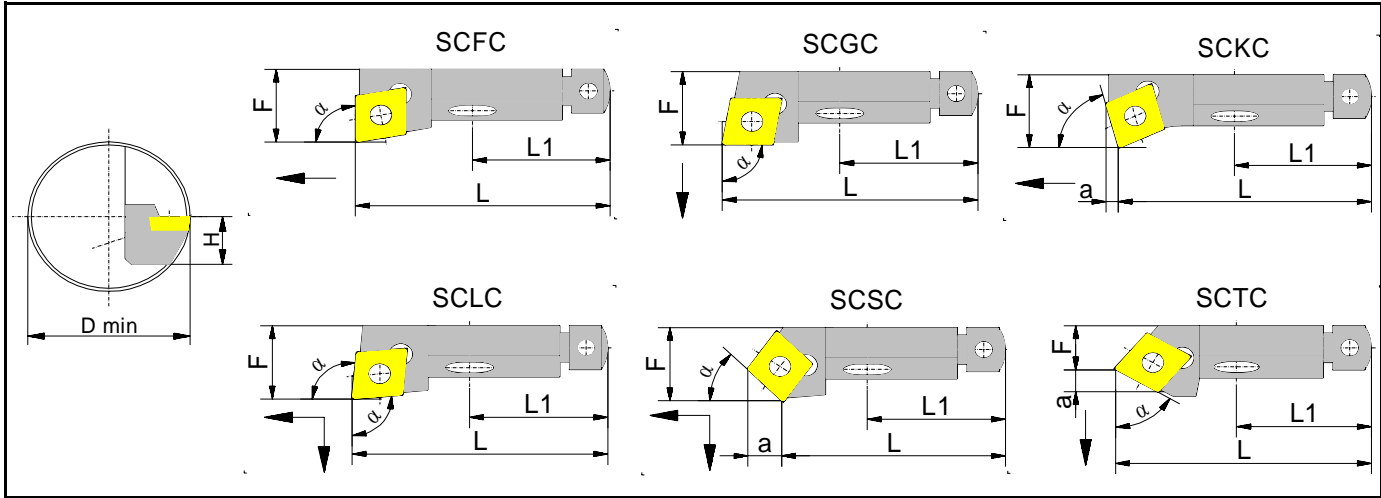 SCFC
F
α
L1
L
SCGC
F
α
L1
L
SCKC
F
α
L1
a
L
H
D min
SCLC
F
α
α
L1
L
SCSC
F
α
L1
a
L
SCTC
F
a
α
L1
L